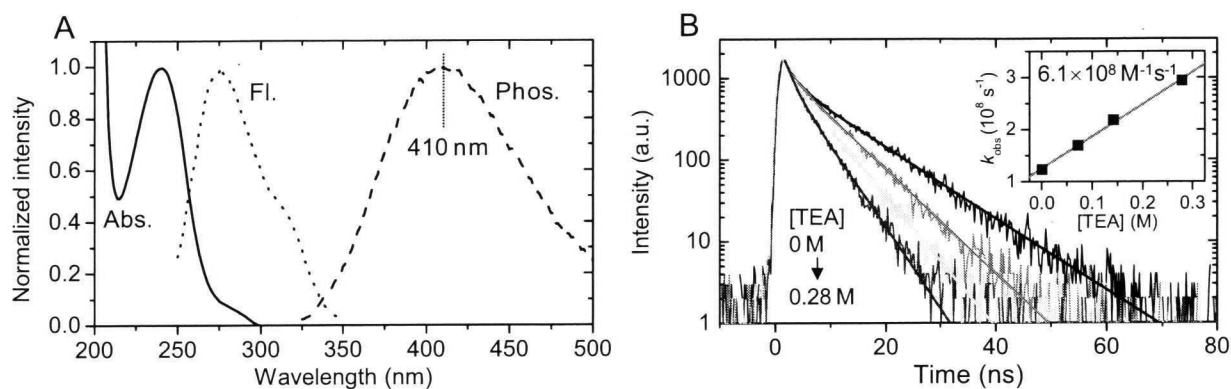 A
Normalized intensity
1.0
0.8
0.6
0.4
0.2
0.0
Abs.
Fl.
Phos.
410 nm
200 250 300 350 400 450 500
Wavelength (nm)
B
Intensity (a.u.)
1000
100
10
1
[TEA]
0 M
0.28 M
0 20 40 60 80
Time (ns)
6.1×10⁸ M⁻¹s⁻¹
k_obs (10⁸ s⁻¹)
3
2
1
0.0 0.1 0.2 0.3
[TEA] (M)